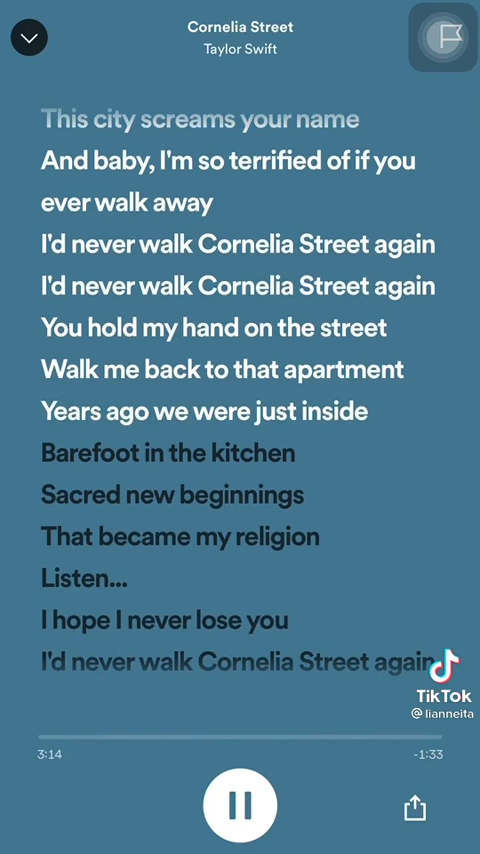 Cornelia Street
Taylor Swift
This city screams your name
And baby, I'm so terrified of if you
ever walk away
I'd never walk Cornelia Street again
I'd never walk Cornelia Street again
You hold my hand on the street
Walk me back to that apartment
Years ago we were just inside
Barefoot in the kitchen
Sacred new beginnings
That became my religion
Listen...
I hope I never lose you
I'd never walk Cornelia Street again
TikTok
@lianneita
3:14
-1:33